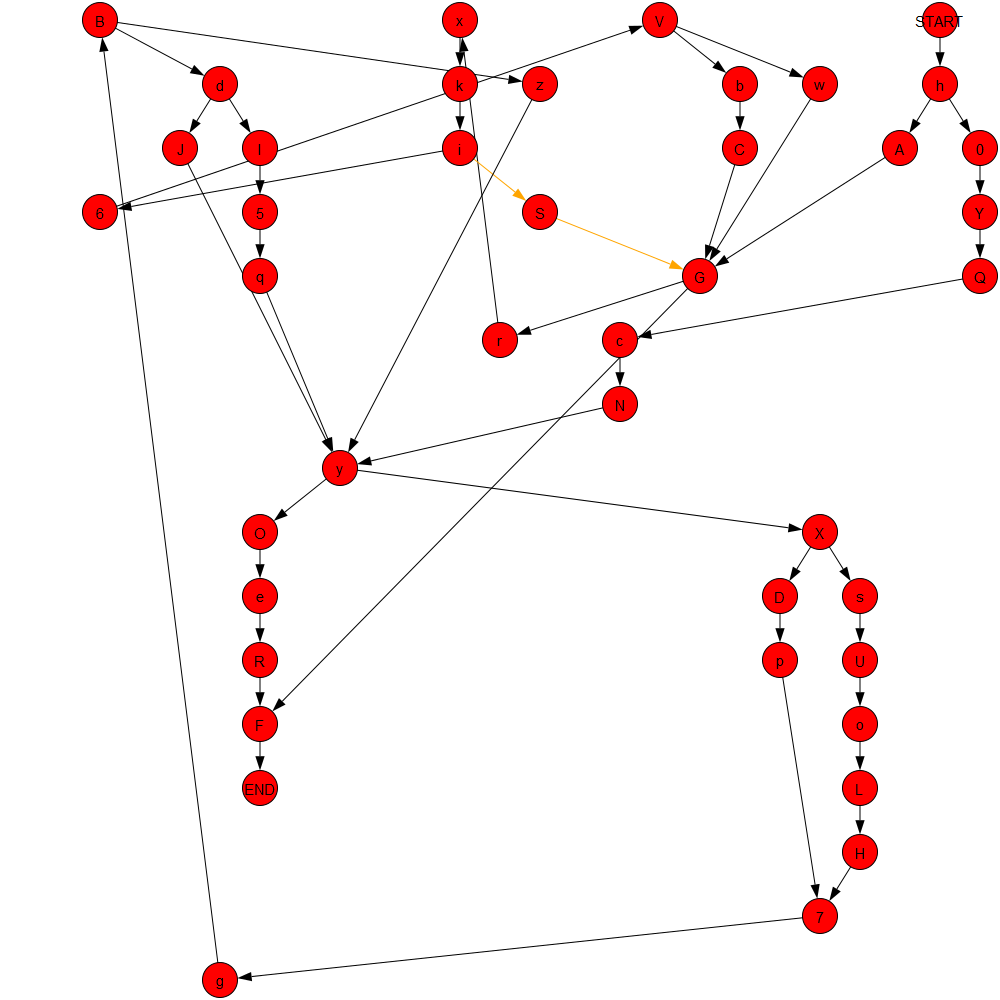 B x V START
d k z b w h
J I i C A 0
6 5 S Y
q G Q
r c
N
y
O X
e D s
R p U
F o
END L
H
7
g